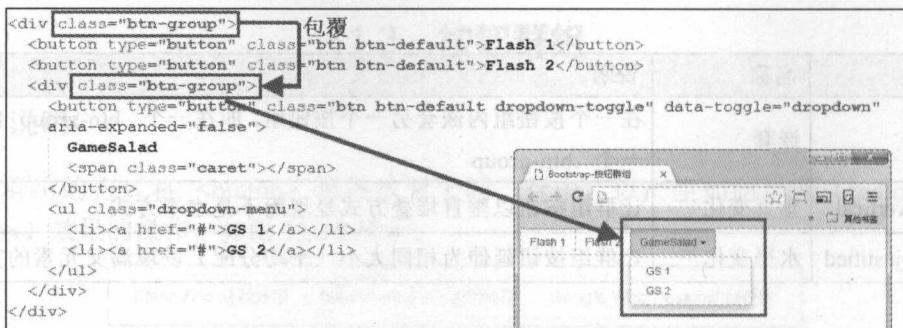 <div class="btn-group">
包覆
<button type="button" class="btn btn-default">Flash 1</button>
<button type="button" class="btn btn-default">Flash 2</button>
<div class="btn-group">
<button type="button" class="btn btn-default dropdown-toggle" data-toggle="dropdown"
aria-expanded="false">
GameSalad
<span class="caret"></span>
</button>
<ul class="dropdown-menu">
<li><a href="#">GS 1</a></li>
<li><a href="#">GS 2</a></li>
</ul>
</div>
</div>
Bootstrap-按钮群组
其他书签
Flash 1
Flash 2
GameSalad
GS 1
GS 2